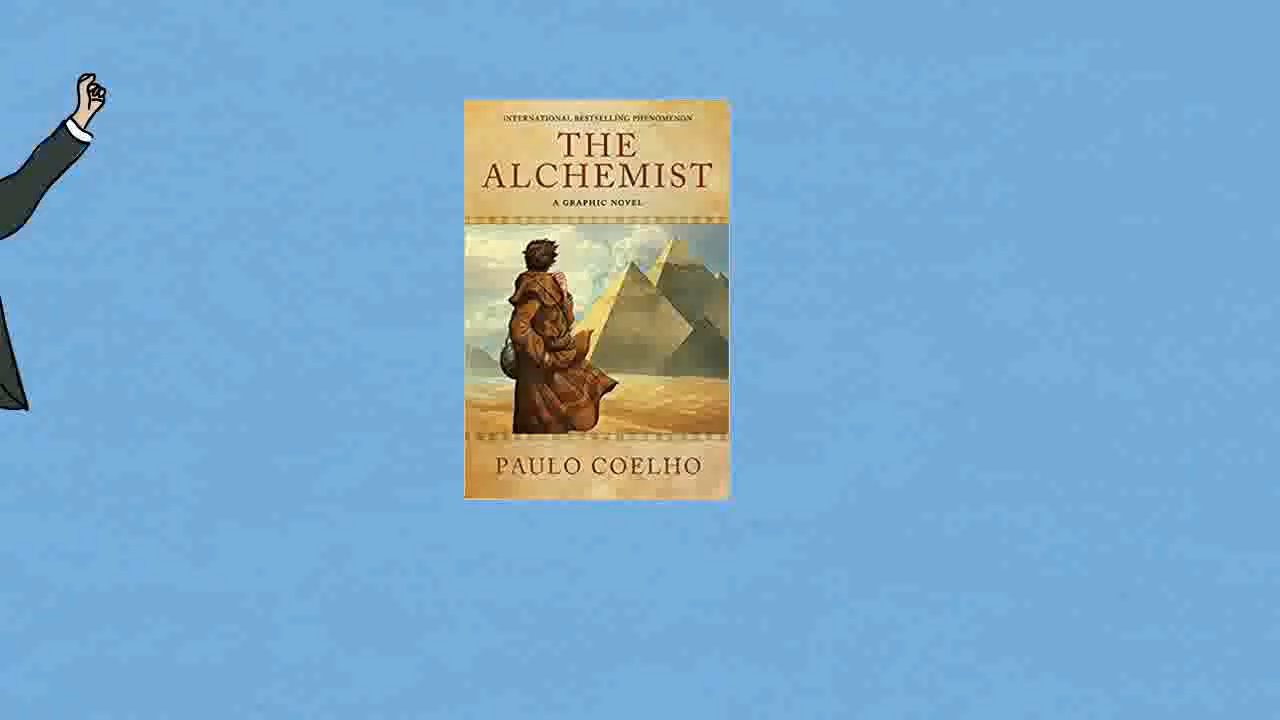 INTERNATIONAL BESTSELLING PHENOMENON
THE
ALCHEMIST
A GRAPHIC NOVEL
PAULO COELHO